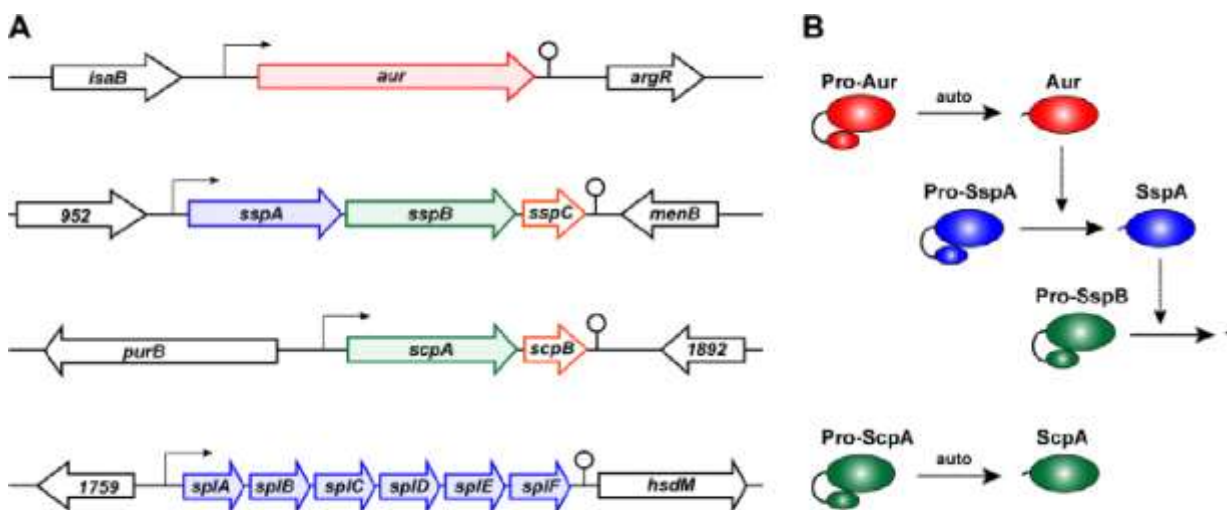 A
isaB aur argR
952 sspA sspB sspC menB
purB scpA scpB 1892
1759 splA splB splC splD splE splF hsdM
B
Pro-Aur auto Aur
Pro-SspA SspA
Pro-SspB
Pro-ScpA auto ScpA